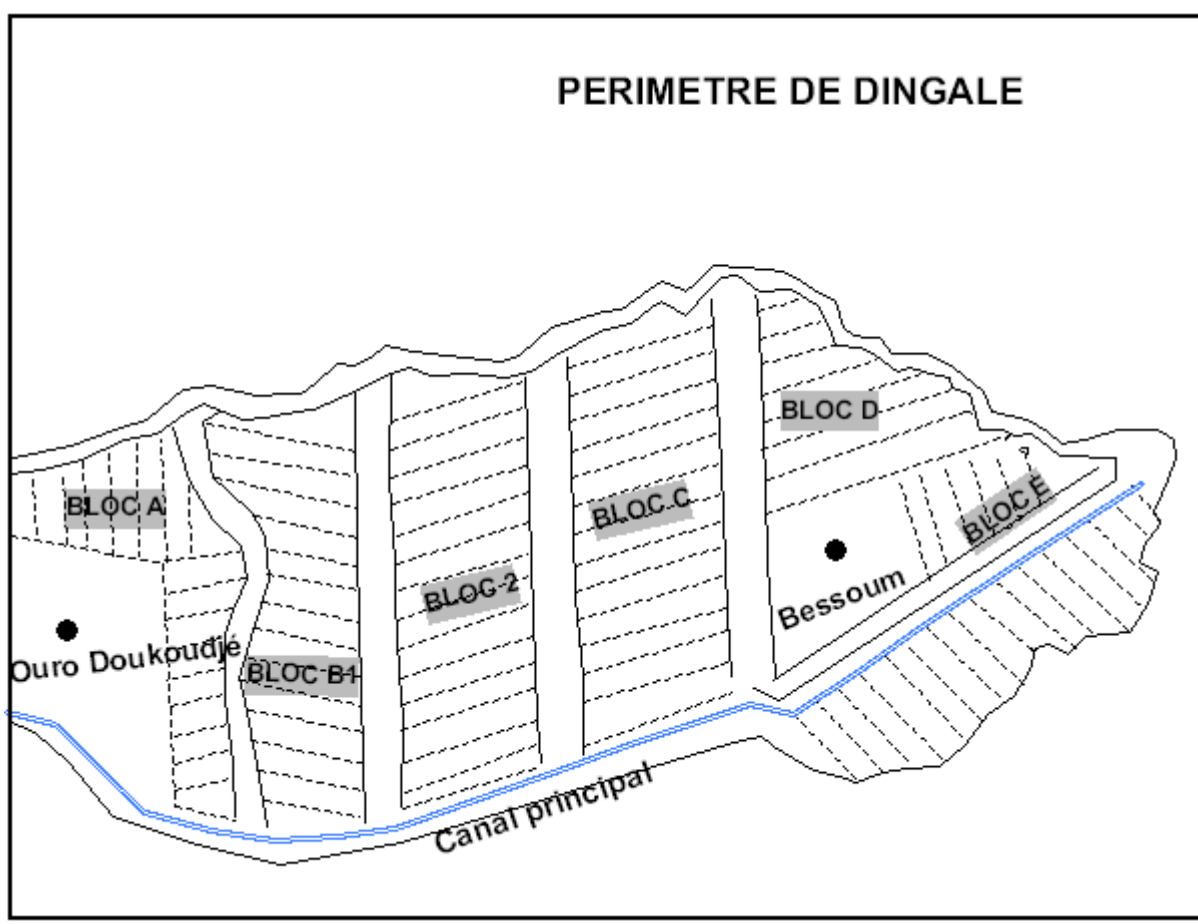 PERIMETRE DE DINGALE
BLOC D
BLOC A
BLOC C
BLOC E
BLOC 2
Bessoum
Ouro Doukoudjé
BLOC B1
Canal principal